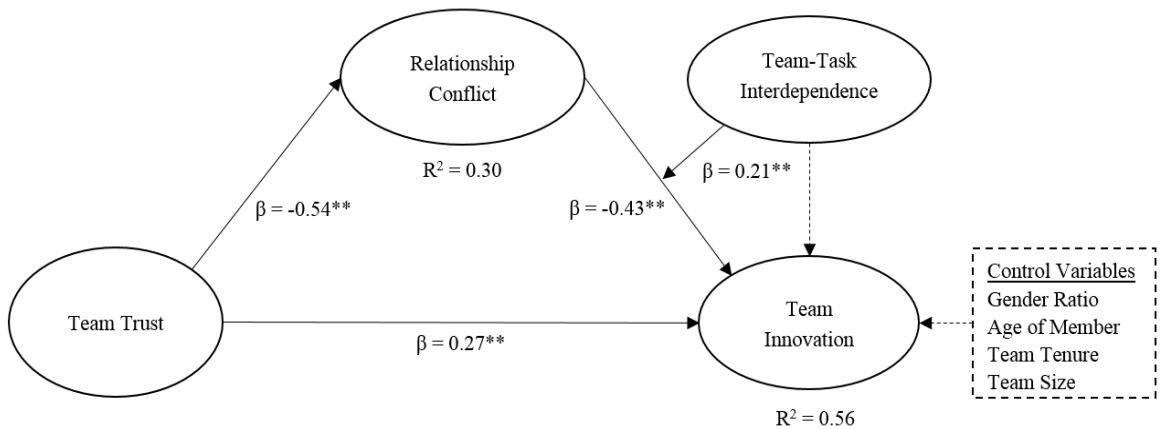 Relationship
Conflict
R² = 0.30
Team-Task
Interdependence
β = 0.21**
β = -0.54**
β = -0.43**
Team Trust
β = 0.27**
Team
Innovation
R² = 0.56
Control Variables
Gender Ratio
Age of Member
Team Tenure
Team Size